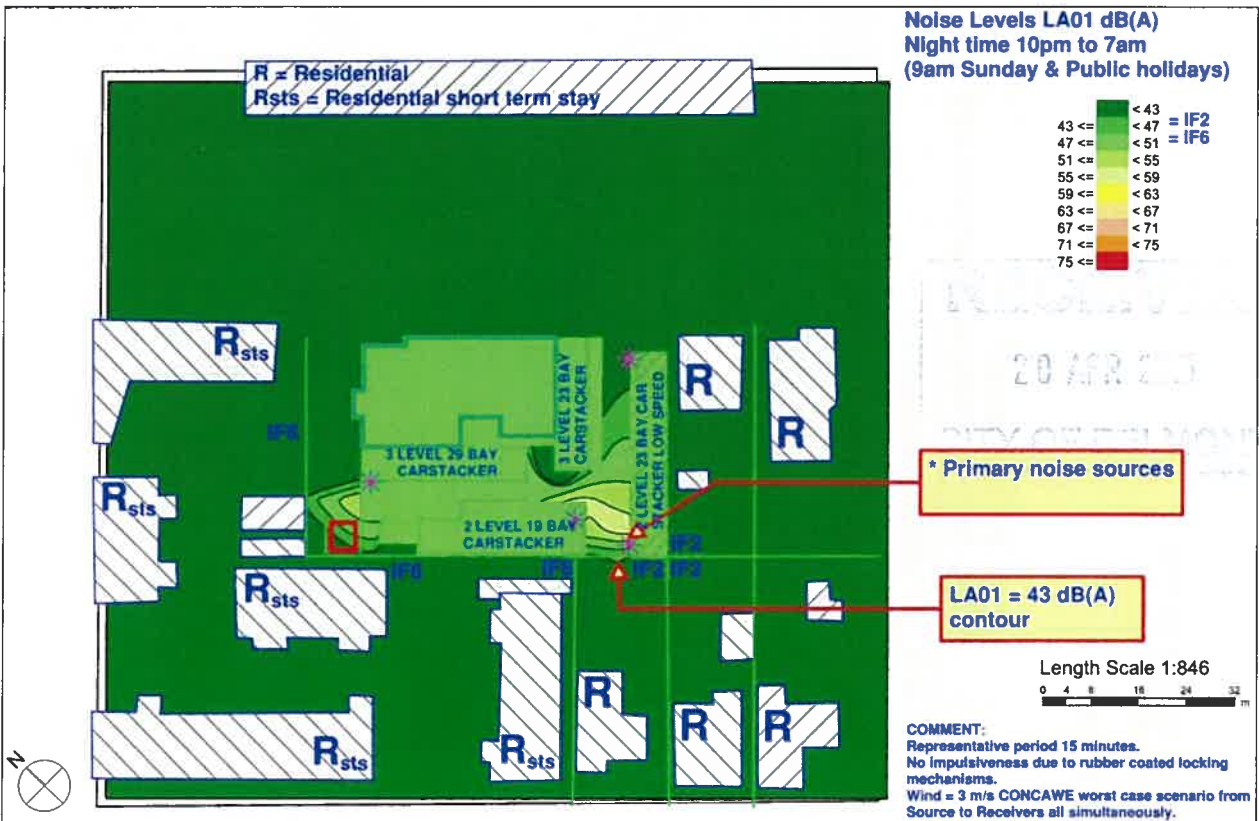 Noise Levels LA01 dB(A)
Night time 10pm to 7am
(9am Sunday & Public holidays)
R = Residential
Rsts = Residential short term stay
< 43
43 <= < 47 = IF2
47 <= < 51 = IF6
51 <= < 55
55 <= < 59
59 <= < 63
63 <= < 67
67 <= < 71
71 <= < 75
75 <=
Rsts
R
R
IF6
3 LEVEL 23 BAY
CARSTACKER
2 LEVEL 23 BAY CAR
STACKER LOW SPEED
3 LEVEL 29 BAY
CARSTACKER
* Primary noise sources
Rsts
2 LEVEL 19 BAY
CARSTACKER
IF2
IF6
IF6
IF2
IF2
Rsts
LA01 = 43 dB(A)
contour
Length Scale 1:846
0 4 8 16 24 32
m
R
R
R
Rsts
Rsts
N
COMMENT:
Representative period 15 minutes.
No impulsiveness due to rubber coated locking
mechanisms.
Wind = 3 m/s CONCAWE worst case scenario from
Source to Receivers all simultaneously.